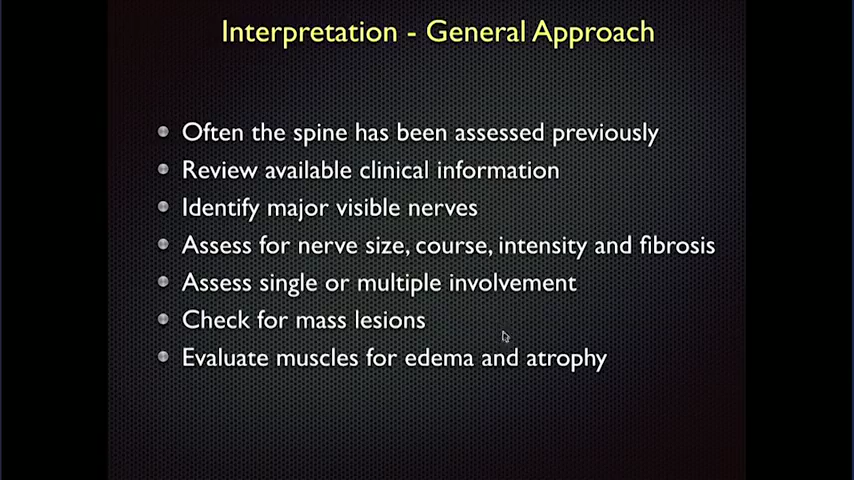 Interpretation - General Approach
Often the spine has been assessed previously
Review available clinical information
Identify major visible nerves
Assess for nerve size, course, intensity and fibrosis
Assess single or multiple involvement
Check for mass lesions
Evaluate muscles for edema and atrophy